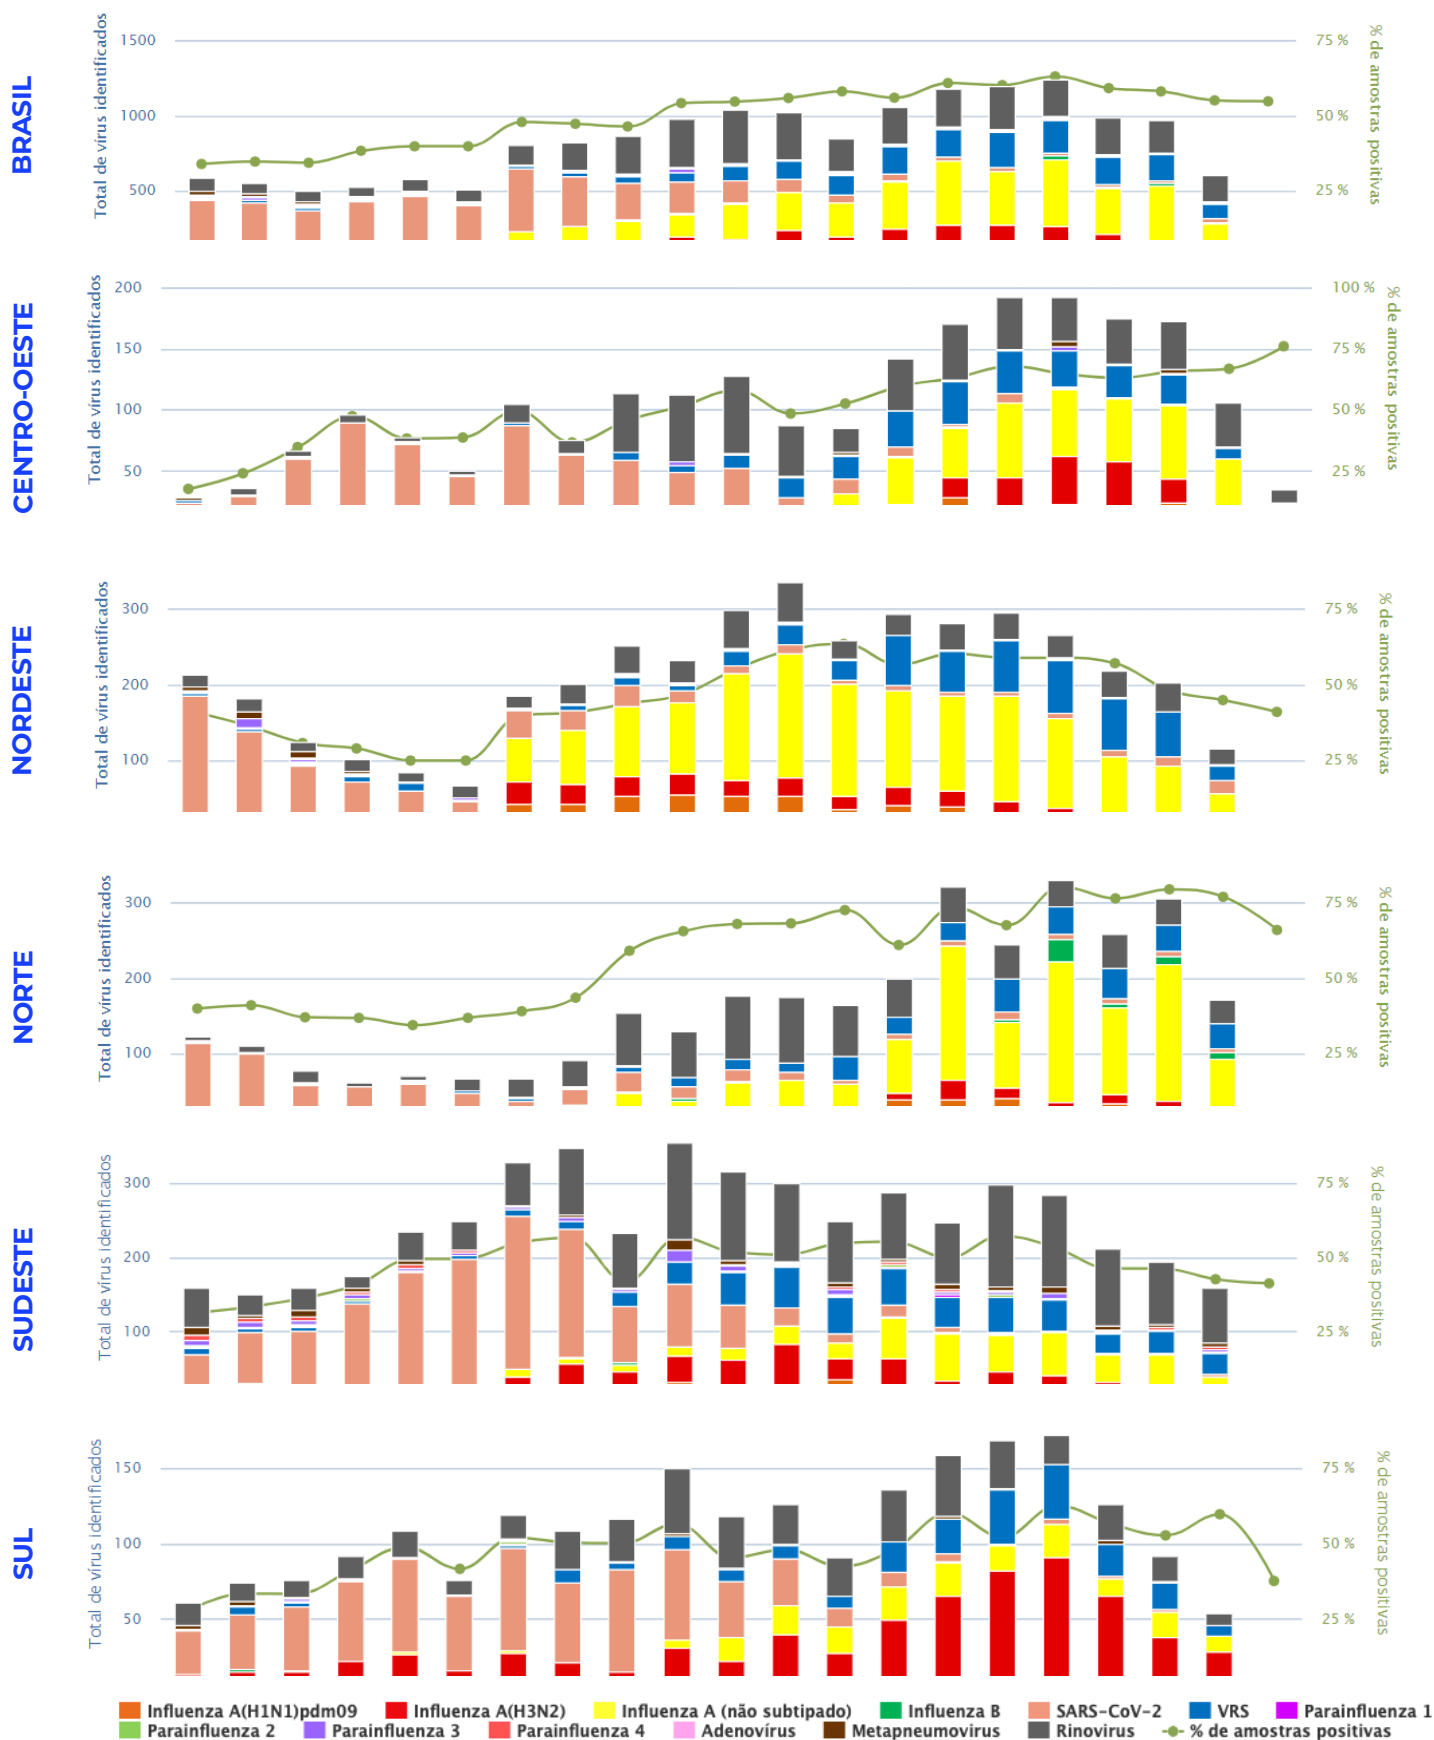 BRASIL
Total de vírus identificados
1500
1000
500
75 %
50 %
25 %
% de amostras positivas
CENTRO-OESTE
Total de vírus identificados
200
150
100
50
100 %
75 %
50 %
25 %
% de amostras positivas
NORDESTE
Total de vírus identificados
300
200
100
75 %
50 %
25 %
% de amostras positivas
NORTE
Total de vírus identificados
300
200
100
75 %
50 %
25 %
% de amostras positivas
SUDESTE
Total de vírus identificados
300
200
100
75 %
50 %
25 %
% de amostras positivas
SUL
Total de vírus identificados
150
100
50
75 %
50 %
25 %
% de amostras positivas
Influenza A(H1N1)pdm09 Influenza A(H3N2) Influenza A (não subtipado) Influenza B SARS-CoV-2 VRS Parainfluenza 1
Parainfluenza 2 Parainfluenza 3 Parainfluenza 4 Adenovírus Metapneumovirus Rinovirus % de amostras positivas